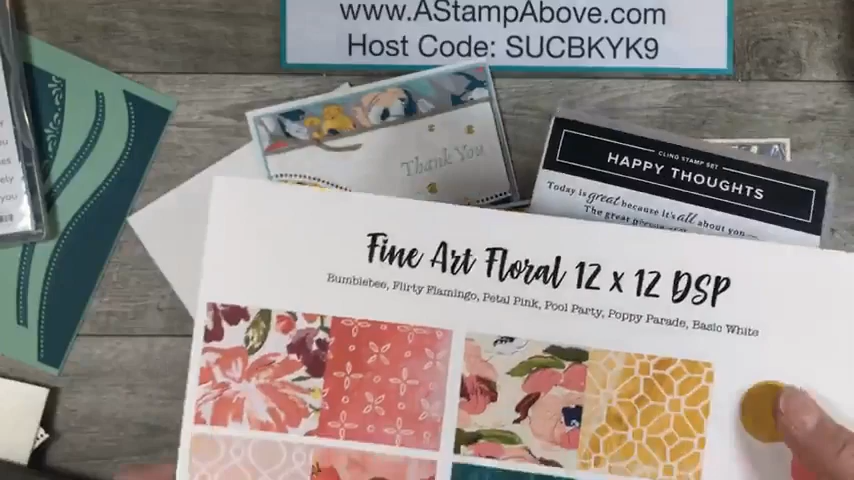 www.AStampAbove.com
Host Code: SUCBKYK9
Thank You
CLING STAMP SET
HAPPY THOUGHTS
Today is great because it's all about you
The great
Fine Art Floral 12 x 12 DSP
Bumblebee, Flirty Flamingo, Petal Pink, Pool Party, Poppy Parade, Basic White